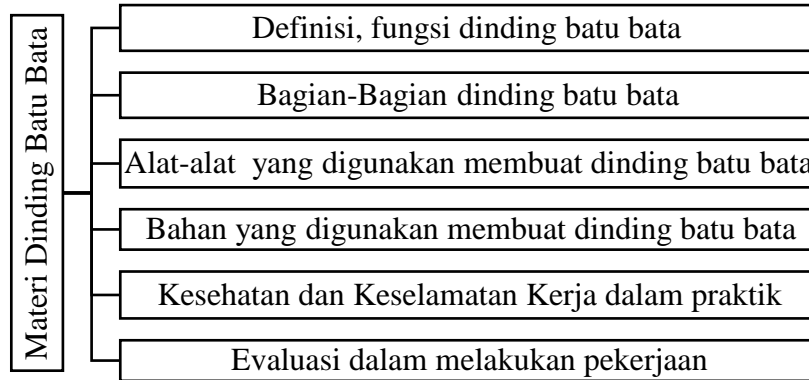 Materi Dinding Batu Bata
Definisi, fungsi dinding batu bata
Bagian-Bagian dinding batu bata
Alat-alat yang digunakan membuat dinding batu bata
Bahan yang digunakan membuat dinding batu bata
Kesehatan dan Keselamatan Kerja dalam praktik
Evaluasi dalam melakukan pekerjaan